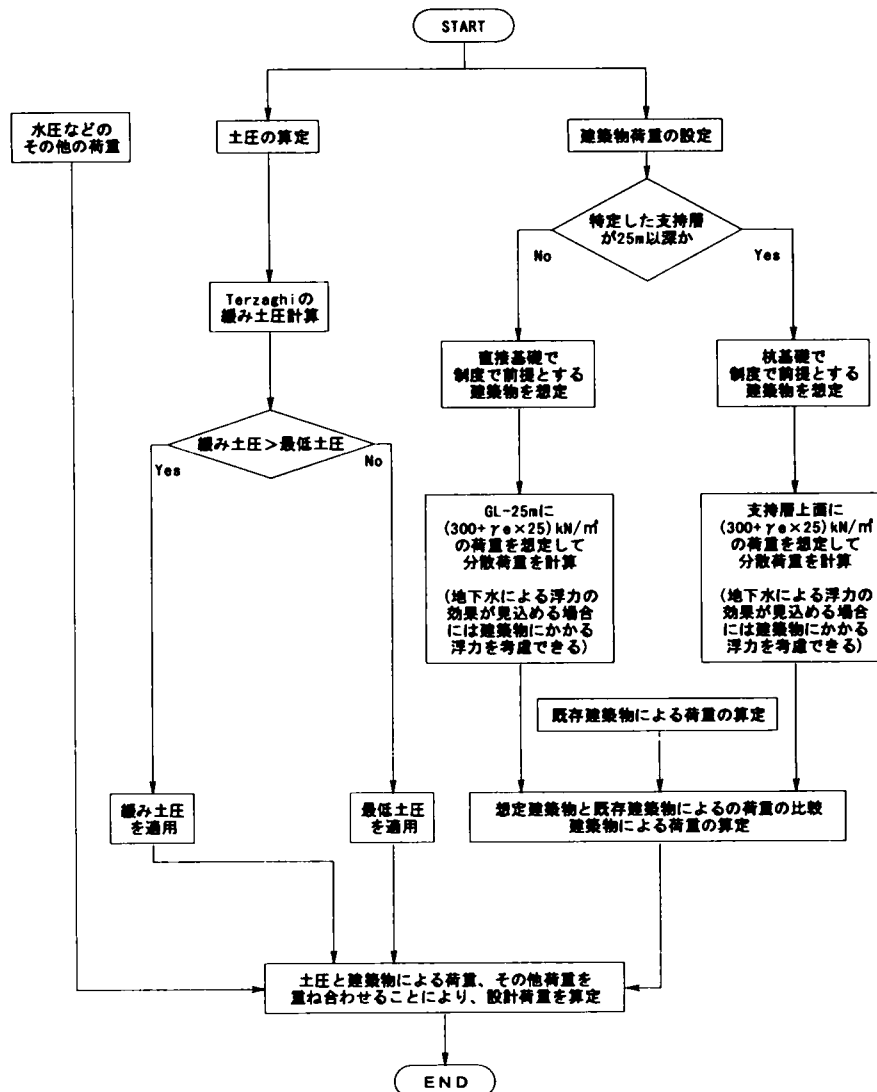 START
水圧などの
その他の荷重
土圧の算定
建築物荷重の設定
特定した支持層
が25m以深か
No
Yes
Terzaghiの
緩み土圧計算
直接基礎で
制度で前提とする
建築物を想定
杭基礎で
制度で前提とする
建築物を想定
緩み土圧＞最低土圧
Yes
No
GL-25mに
(300+γe×25)kN/㎡
の荷重を想定して
分散荷重を計算
(地下水による浮力の
効果が見込める場合
には建築物にかかる
浮力を考慮できる)
支持層上面に
(300+γe×25)kN/㎡
の荷重を想定して
分散荷重を計算
(地下水による浮力の
効果が見込める場合
には建築物にかかる
浮力を考慮できる)
既存建築物による荷重の算定
緩み土圧
を適用
最低土圧
を適用
想定建築物と既存建築物によるの荷重の比較
建築物による荷重の算定
土圧と建築物による荷重、その他荷重を
重ね合わせることにより、設計荷重を算定
END